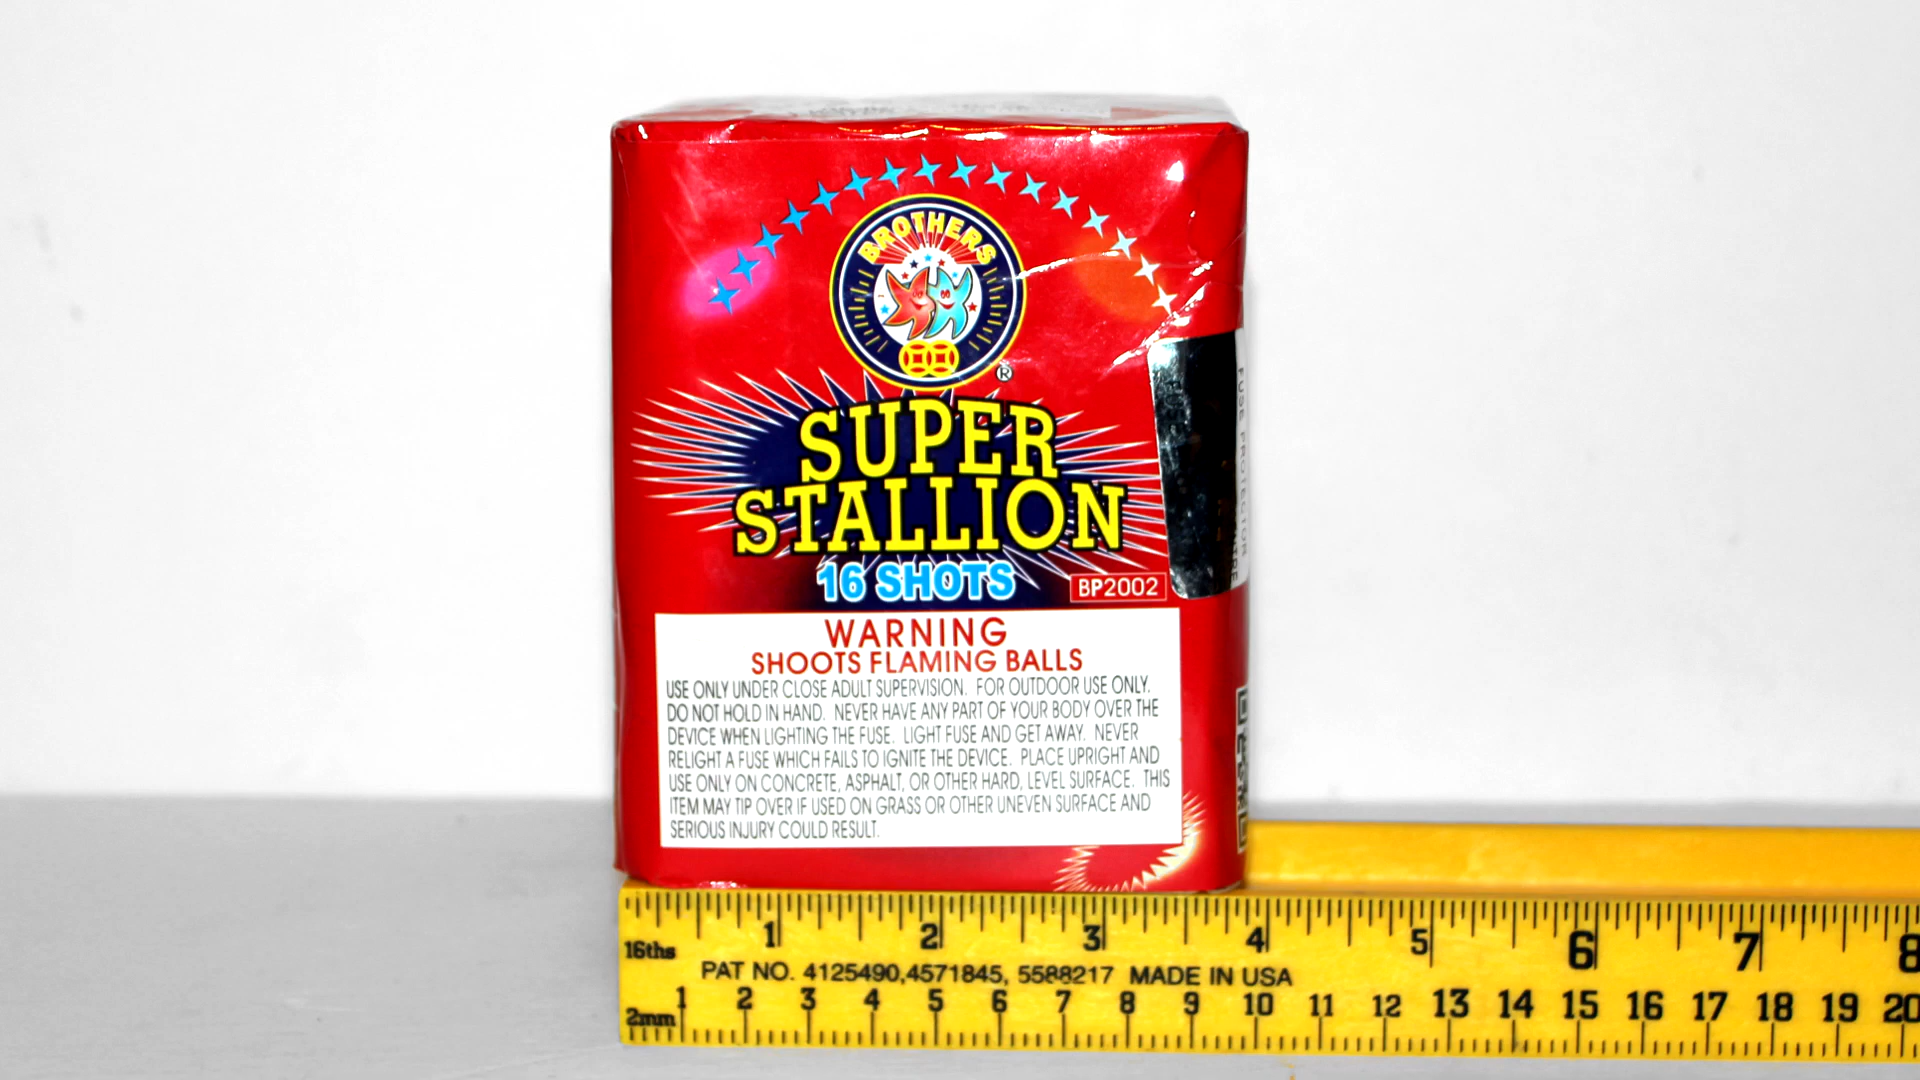 BROTHERS
®
SUPER
STALLION
16 SHOTS
BP2002
FUSE PROTECTOR
WARNING
SHOOTS FLAMING BALLS
USE ONLY UNDER CLOSE ADULT SUPERVISION. FOR OUTDOOR USE ONLY.
DO NOT HOLD IN HAND. NEVER HAVE ANY PART OF YOUR BODY OVER THE
DEVICE WHEN LIGHTING THE FUSE. LIGHT FUSE AND GET AWAY. NEVER
RELIGHT A FUSE WHICH FAILS TO IGNITE THE DEVICE. PLACE UPRIGHT AND
USE ONLY ON CONCRETE, ASPHALT, OR OTHER HARD, LEVEL SURFACE. THIS
ITEM MAY TIP OVER IF USED ON GRASS OR OTHER UNEVEN SURFACE AND
SERIOUS INJURY COULD RESULT.
1 2 3 4 5 6 7 8
16ths
PAT NO. 4125490,4571845, 5588217 MADE IN USA
1 2 3 4 5 6 7 8 9 10 11 12 13 14 15 16 17 18 19 20
2mm